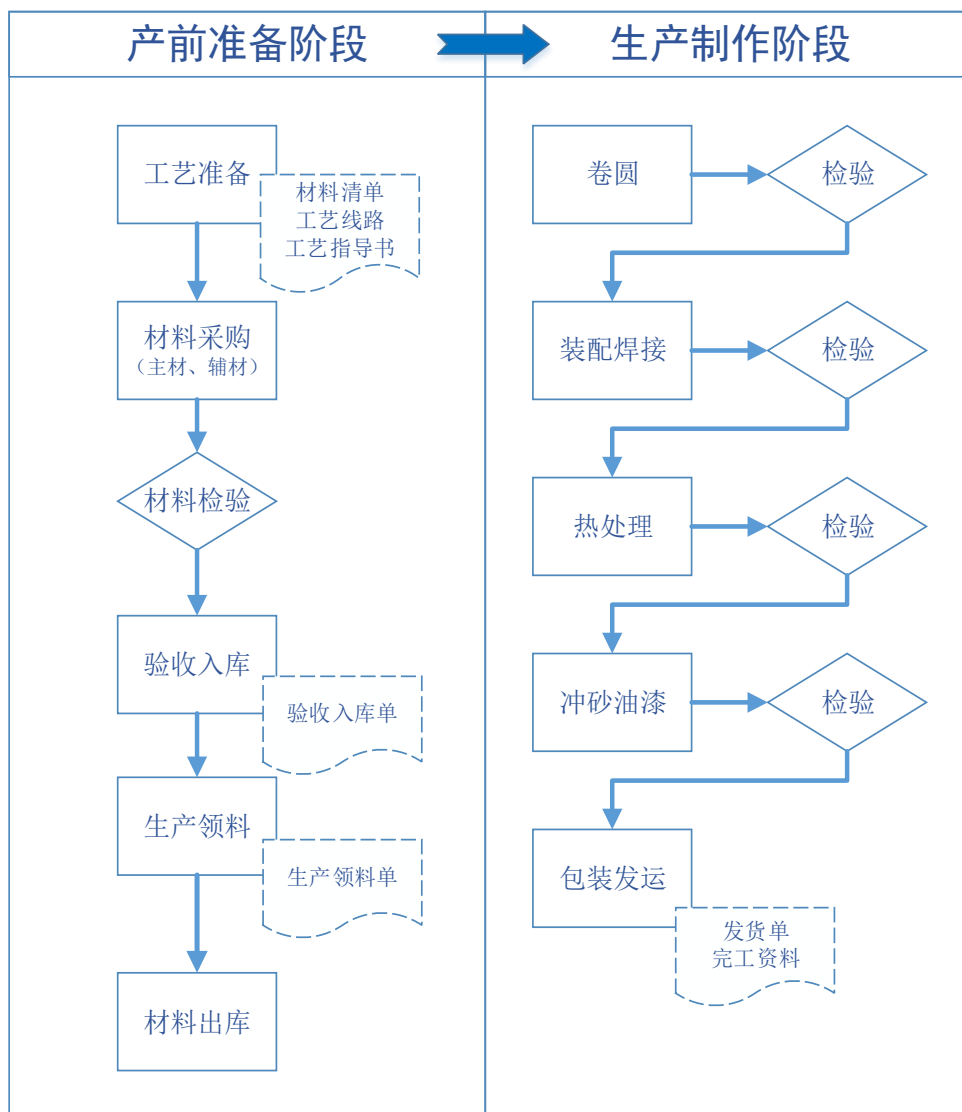 产前准备阶段
生产制作阶段
工艺准备
材料清单
工艺线路
工艺指导书
材料采购
（主材、辅材）
材料检验
验收入库
验收入库单
生产领料
生产领料单
材料出库
卷圆
检验
装配焊接
检验
热处理
检验
冲砂油漆
检验
包装发运
发货单
完工资料